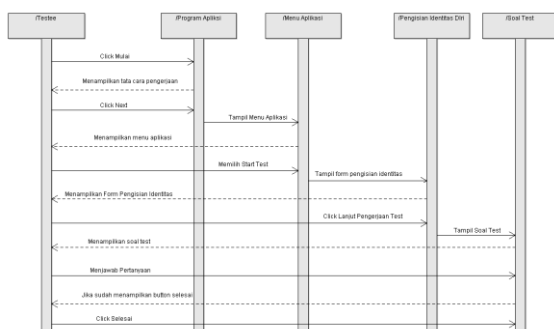 /Testee
/Program Apliksi
/Menu Aplikasi
/Pengisian Identitas Diri
/Soal Test
Click Mulai
Menampilkan tata cara pengerjaan
Click Next
Tampil Menu Aplikasi
Menampilkan menu aplikasi
Memilih Start Test
Tampil form pengisian identitas
Menampilkan Form Pengisian Identitas
Click Lanjut Pengerjaan Test
Tampil Soal Test
Menampilkan soal test
Menjawab Pertanyaan
Jika sudah menampilkan button selesai
Click Selesai